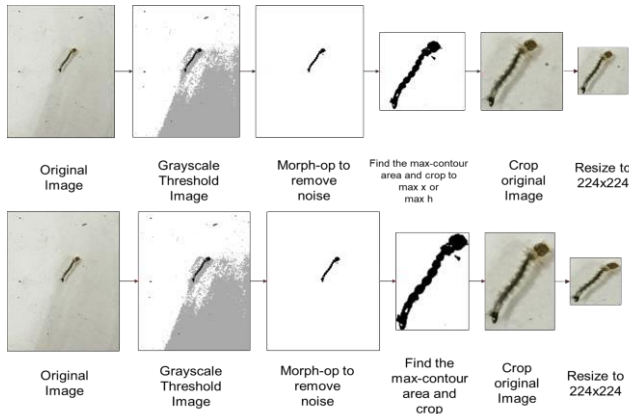 Original
Image
Grayscale
Threshold
Image
Morph-op to
remove
noise
Find the max-contour
area and crop to
max x or
max h
Crop
original
Image
Resize to
224x224
Original
Image
Grayscale
Threshold
Image
Morph-op to
remove
noise
Find the
max-contour
area and
crop
Crop
original
Image
Resize to
224x224